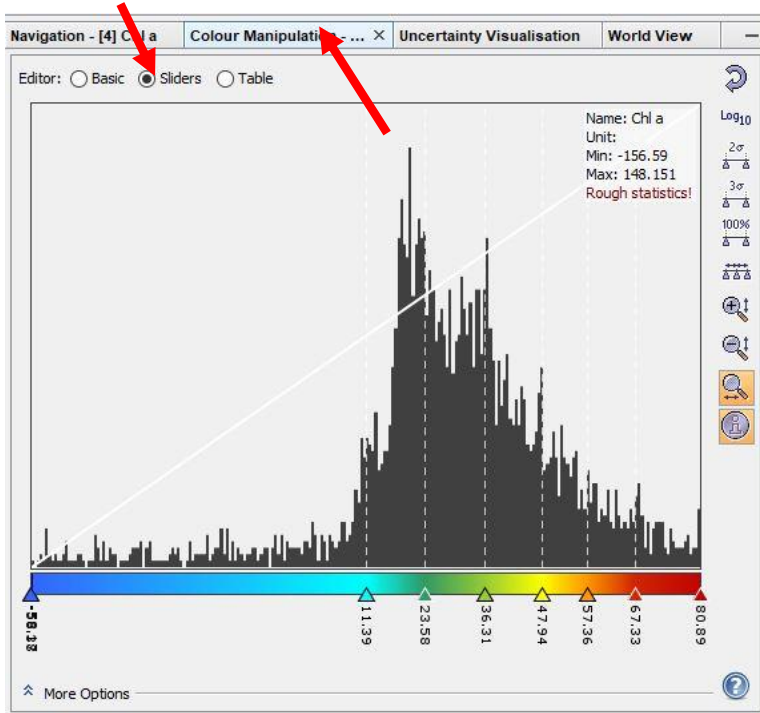 Navigation - [4] Chl a
Colour Manipulation - ... ×
Uncertainty Visualisation
World View
Editor: Basic Sliders Table
Name: Chl a
Unit:
Min: -156.59
Max: 148.151
Rough statistics!
Log10
2σ
3σ
100%
11.39
23.58
36.31
47.94
57.36
67.33
80.89
More Options